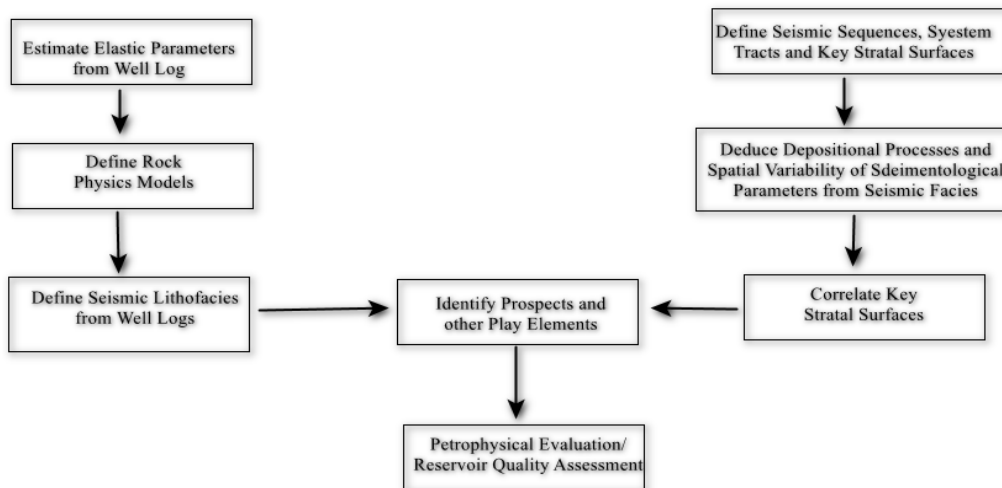 Estimate Elastic Parameters
from Well Log
Define Rock
Physics Models
Define Seismic Lithofacies
from Well Logs
Define Seismic Sequences, Syestem
Tracts and Key Stratal Surfaces
Deduce Depositional Processes and
Spatial Variability of Sdeimentological
Parameters from Seismic Facies
Correlate Key
Stratal Surfaces
Identify Prospects and
other Play Elements
Petrophysical Evaluation/
Reservoir Quality Assessment